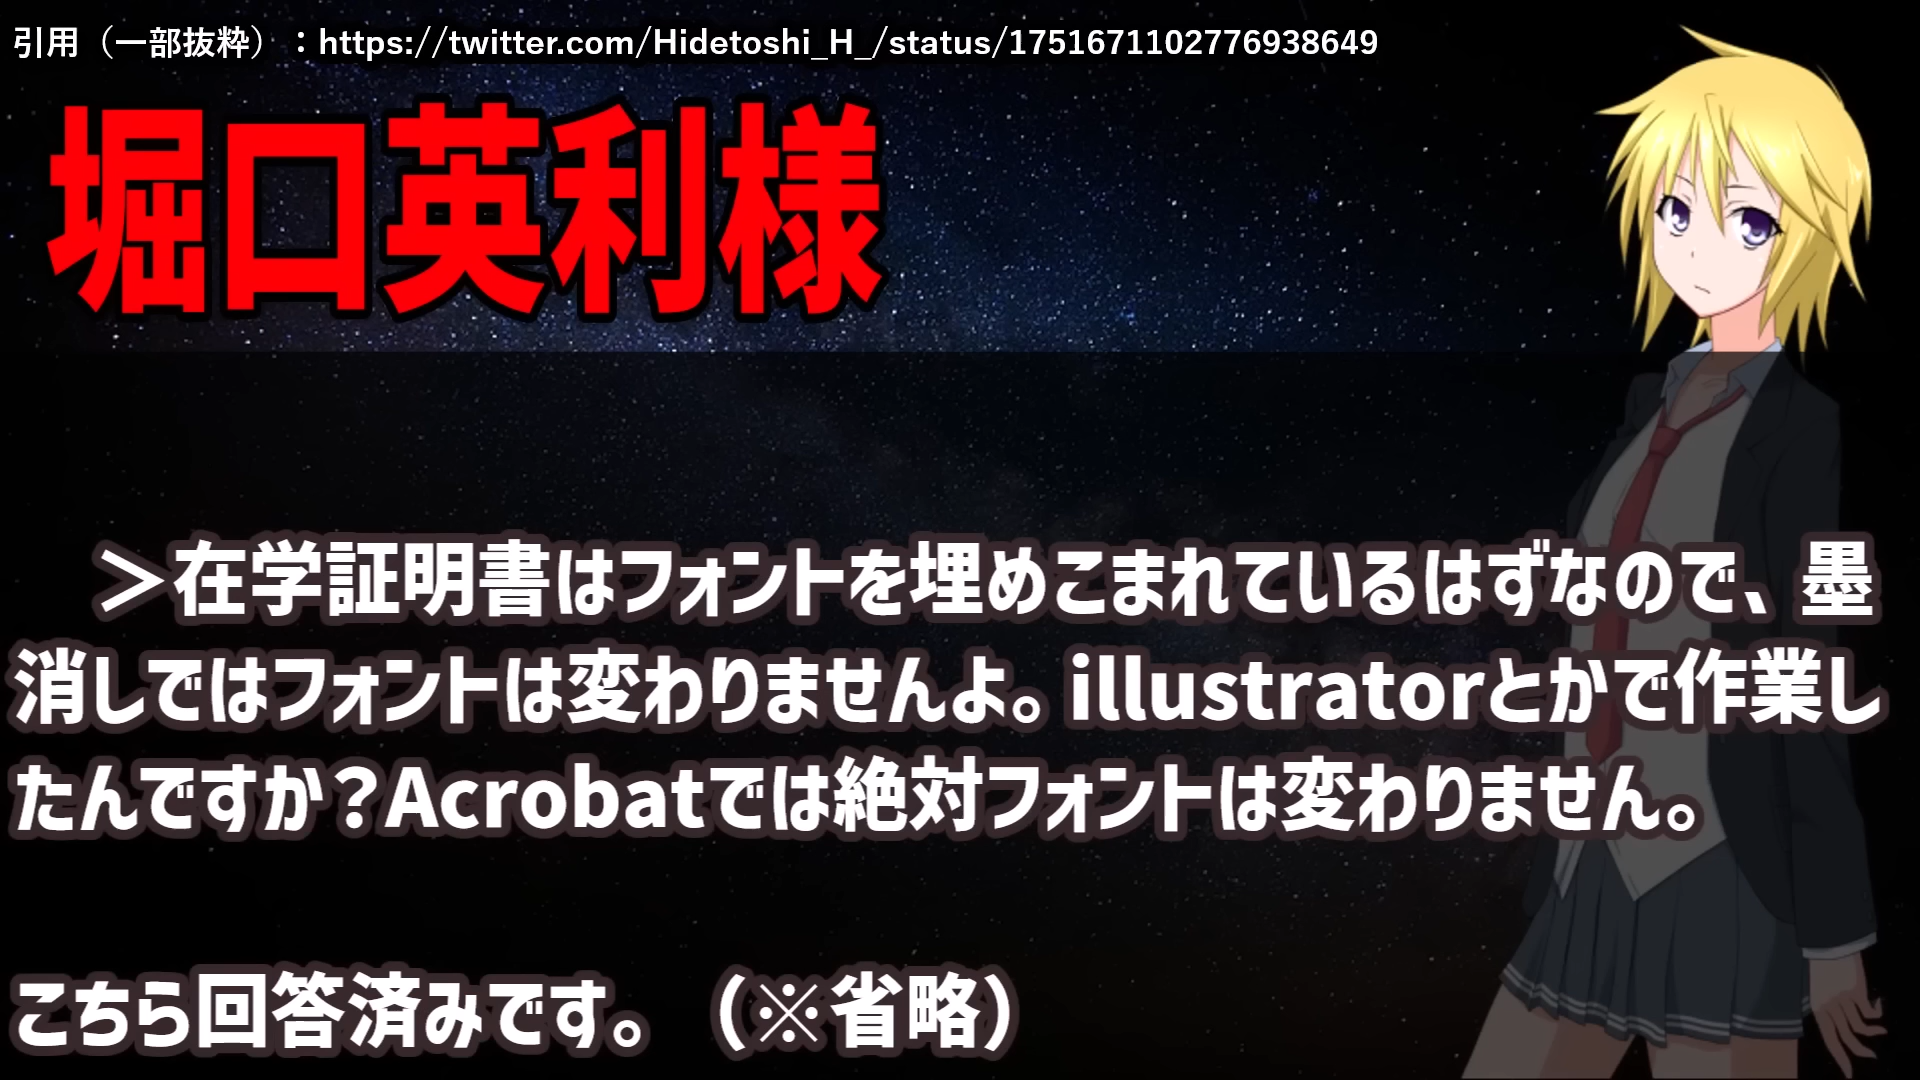 引用（一部抜粋）：https://twitter.com/Hidetoshi_H_/status/1751671102776938649
堀口英利様
＞在学証明書はフォントを埋めこまれているはずなので、墨
消しではフォントは変わりませんよ。illustratorとかで作業し
たんですか？Acrobatでは絶対フォントは変わりません。
こちら回答済みです。（※省略）